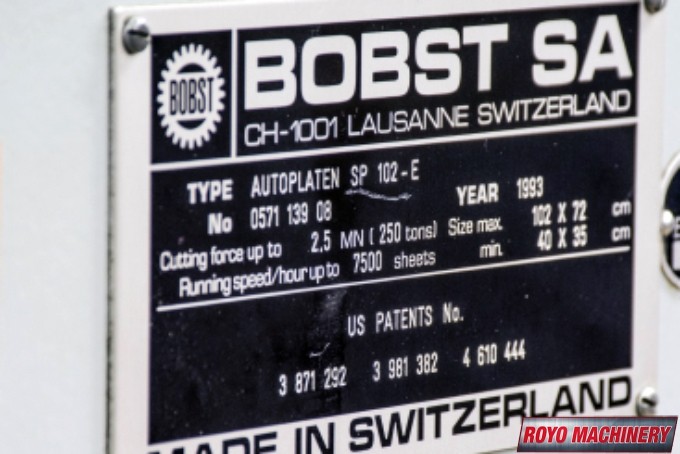 BOBST
BOBST SA
CH-1001 LAUSANNE SWITZERLAND
TYPE AUTOPLATEN SP 102-E
YEAR 1993
No 0571 139 08
Cutting force up to 2.5 MN ( 250 tons) Size max. 102 X 72 cm
Running speed/hour up to 7500 sheets min. 40 X 35 cm
US PATENTS No.
3 871 292 3 981 382 4 610 444
MADE IN SWITZERLAND
ROYO MACHINERY